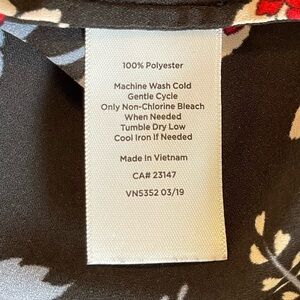 100% Polyester
Machine Wash Cold
Gentle Cycle
Only Non-Chlorine Bleach
When Needed
Tumble Dry Low
Cool Iron If Needed
Made In Vietnam
CA# 23147
VN5352 03/19